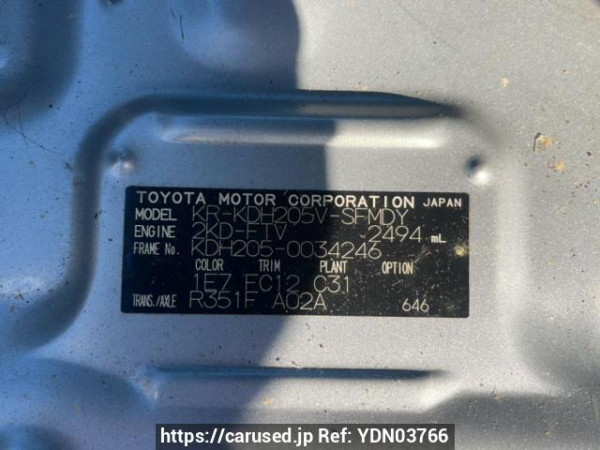 TOYOTA MOTOR CORPORATION JAPAN
MODEL KR-KDH205V-SFMDY
ENGINE 2KD-FTV 2494 mL
FRAME No. KDH205-0034246
COLOR TRIM PLANT OPTION
1E7 FC12 C31
TRANS./AXLE R351F A02A 646
https://carused.jp Ref: YDN03766